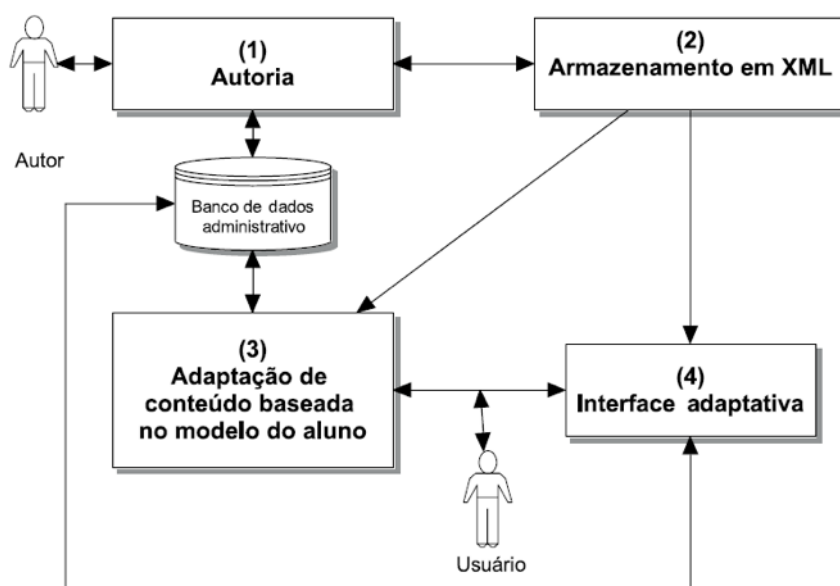 (1)
Autoria
(2)
Armazenamento em XML
Autor
Banco de dados
administrativo
(3)
Adaptação de
conteúdo baseada
no modelo do aluno
(4)
Interface adaptativa
Usuário